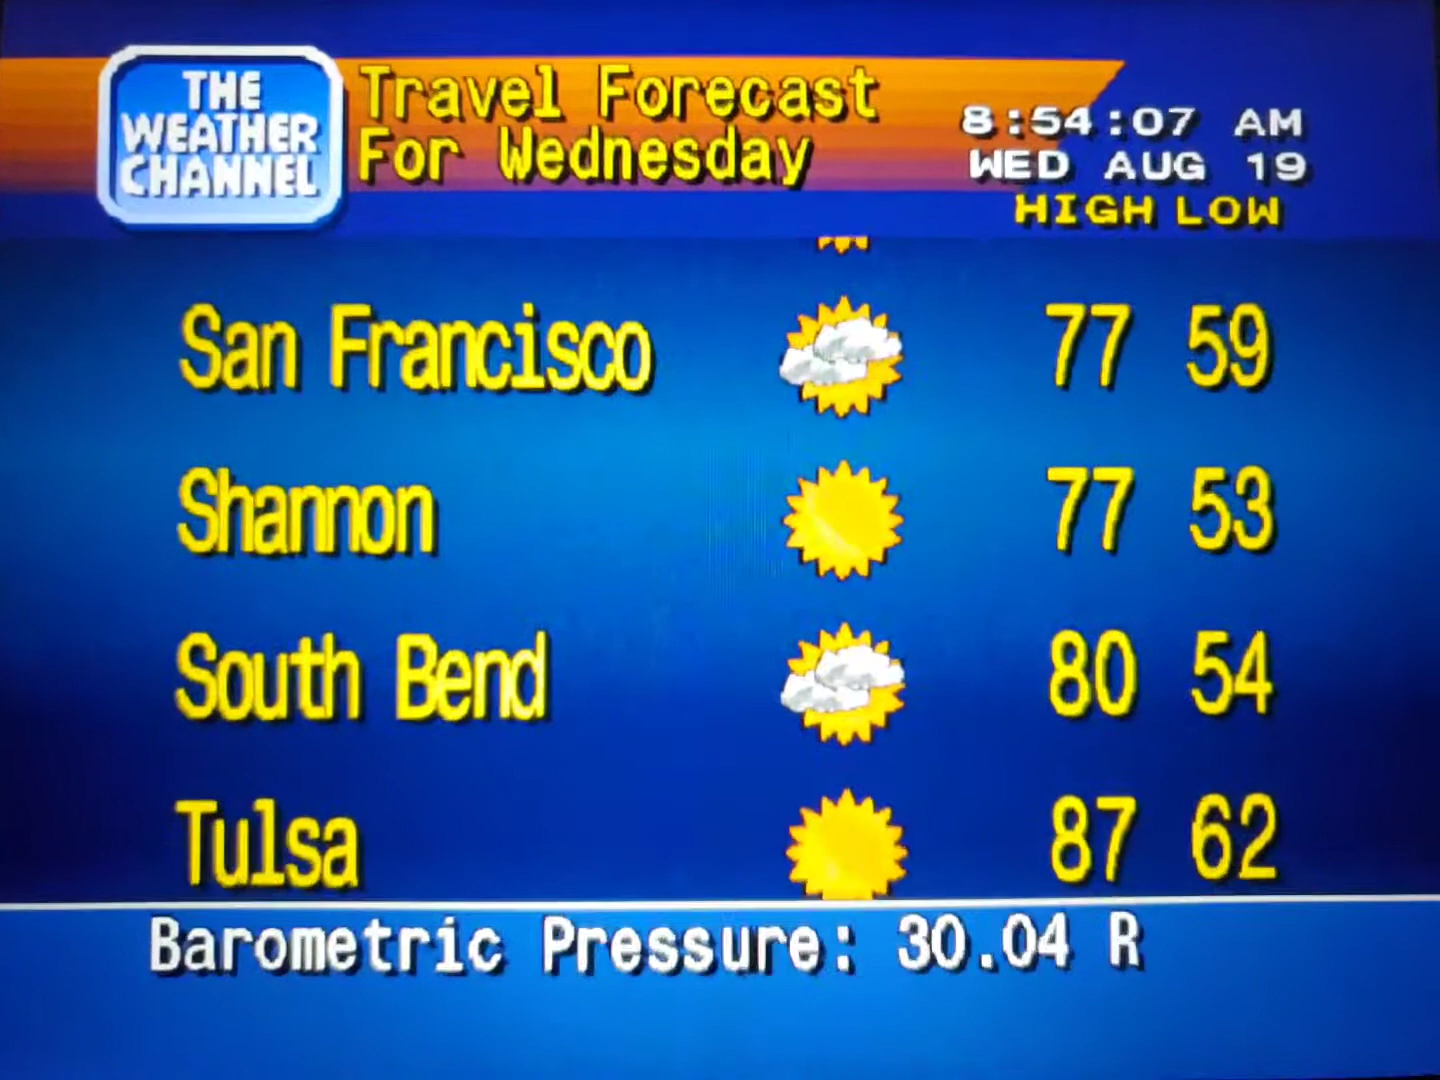 THE
WEATHER
CHANNEL
Travel Forecast
For Wednesday
8:54:07 AM
WED AUG 19
HIGH LOW
San Francisco 77 59
Shannon 77 53
South Bend 80 54
Tulsa 87 62
Barometric Pressure: 30.04 R